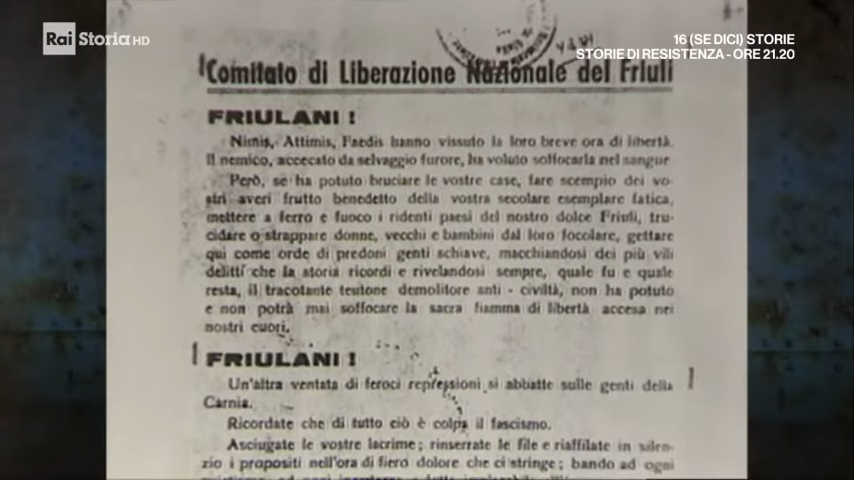 Rai Storia HD
16 (SEDICI) STORIE
STORIE DI RESISTENZA - ORE 21.20
Comitato di Liberazione Nazionale del Friuli
FRIULANI !
Nimis, Attimis, Faedis hanno vissuto la loro breve ora di libertà.
Il nemico, accecato da selvaggio furore, ha voluto soffocarla nel sangue
Però, se ha potuto bruciare le vostre case, fare scempio dei vo-
stri averi frutto benedetto della vostra secolare esemplare fatica,
mettere a ferro e fuoco i ridenti paesi del nostro dolce Friuli, tru-
cidare o strappare donne, vecchi e bambini dal loro focolare, gettare
qui come orde di predoni genti schiave, macchiandosi dei più vili
delitti che la storia ricordi e rivelandosi sempre, quale fu e quale
resta, il tracotante teutone demolitore anti - civiltà, non ha potuto
e non potrà mai soffocare la sacra fiamma di libertà accesa nei
nostri cuori.
FRIULANI !
Un'altra ventata di feroci repressioni si abbatte sulle genti della
Carnia.
Ricordate che di tutto ciò è colpa il fascismo.
Asciugate le vostre lacrime ; rinserrate le file e riaffilate in silen-
zio i propositi nell'ora di fiero dolore che ci stringe ; bando ad ogni